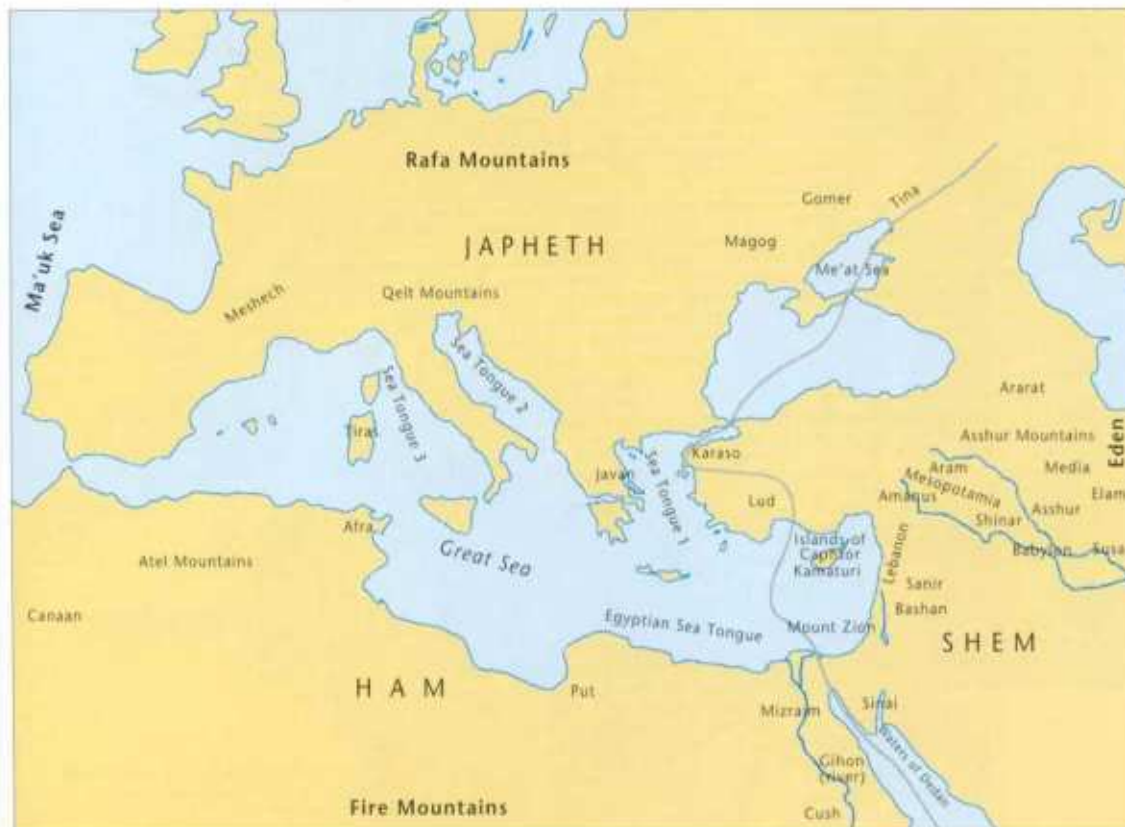 Rafa Mountains
Gomer
Tina
Ma'uk Sea
JAPHETH
Magog
Me'at Sea
Meshech
Qelt Mountains
Sea Tongue 2
Sea Tongue 3
Ararat
Tiras
Asshur Mountains
Eden
Karaso
Javan
Sea Tongue 1
Aram
Media
Mesopotamia
Amanus
Elam
Lud
Asshur
Shinar
Afra
Islands of
Caphtor
Kamaturi
Great Sea
Lebanon
Babylon
Susa
Atel Mountains
Sanir
Bashan
Canaan
Egyptian Sea Tongue
Mount Zion
SHEM
HAM
Put
Mizraim
Sinai
Waters of Dedan
Gihon
(river)
Fire Mountains
Cush